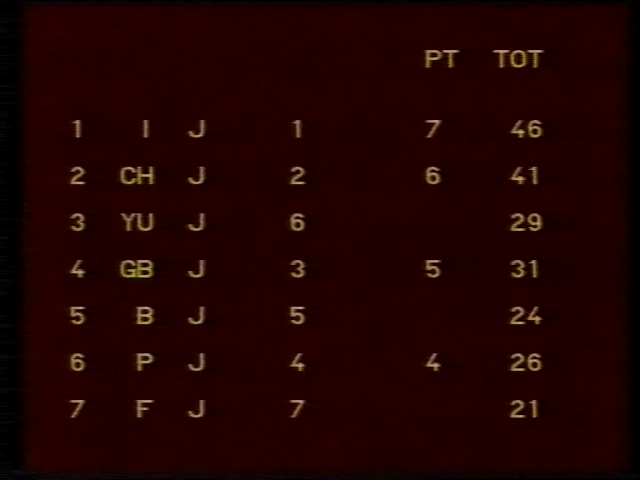 PT TOT
1 I J 1 7 46
2 CH J 2 6 41
3 YU J 6 29
4 GB J 3 5 31
5 B J 5 24
6 P J 4 4 26
7 F J 7 21